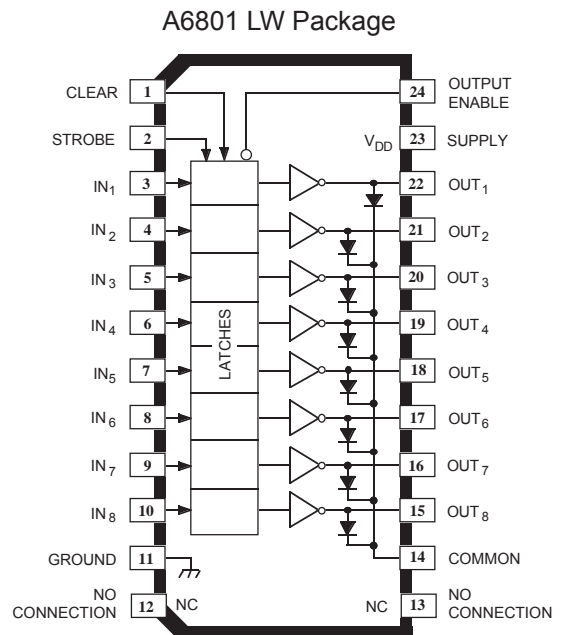 A6801 LW Package
CLEAR 1
24 OUTPUT ENABLE
STROBE 2
VDD 23 SUPPLY
IN1 3
22 OUT1
IN2 4
21 OUT2
IN3 5
20 OUT3
IN4 6
19 OUT4
LATCHES
IN5 7
18 OUT5
IN6 8
17 OUT6
IN7 9
16 OUT7
IN8 10
15 OUT8
GROUND 11
14 COMMON
NO CONNECTION 12 NC
NC 13 NO CONNECTION